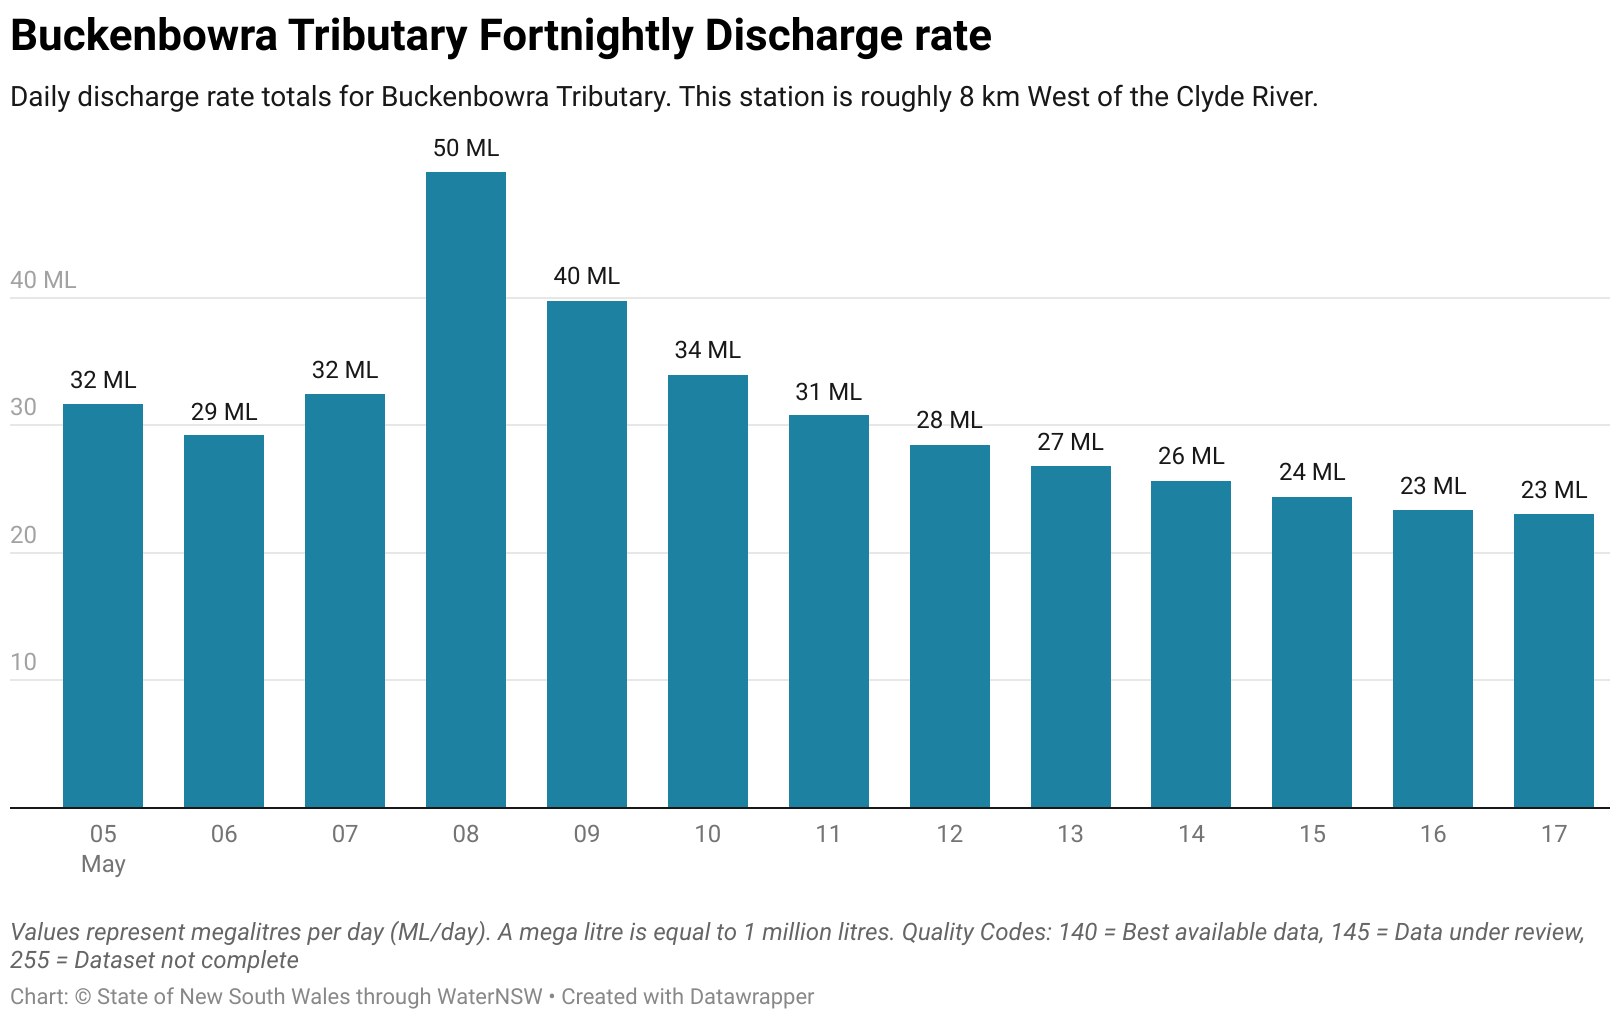 Buckenbowra Tributary Fortnightly Discharge rate
Daily discharge rate totals for Buckenbowra Tributary. This station is roughly 8 km West of the Clyde River.
50 ML
40 ML
40 ML
34 ML
32 ML
32 ML
31 ML
30
29 ML
28 ML
27 ML
26 ML
24 ML
23 ML
23 ML
20
10
05 06 07 08 09 10 11 12 13 14 15 16 17
May
Values represent megalitres per day (ML/day). A mega litre is equal to 1 million litres. Quality Codes: 140 = Best available data, 145 = Data under review,
255 = Dataset not complete
Chart: © State of New South Wales through WaterNSW • Created with Datawrapper